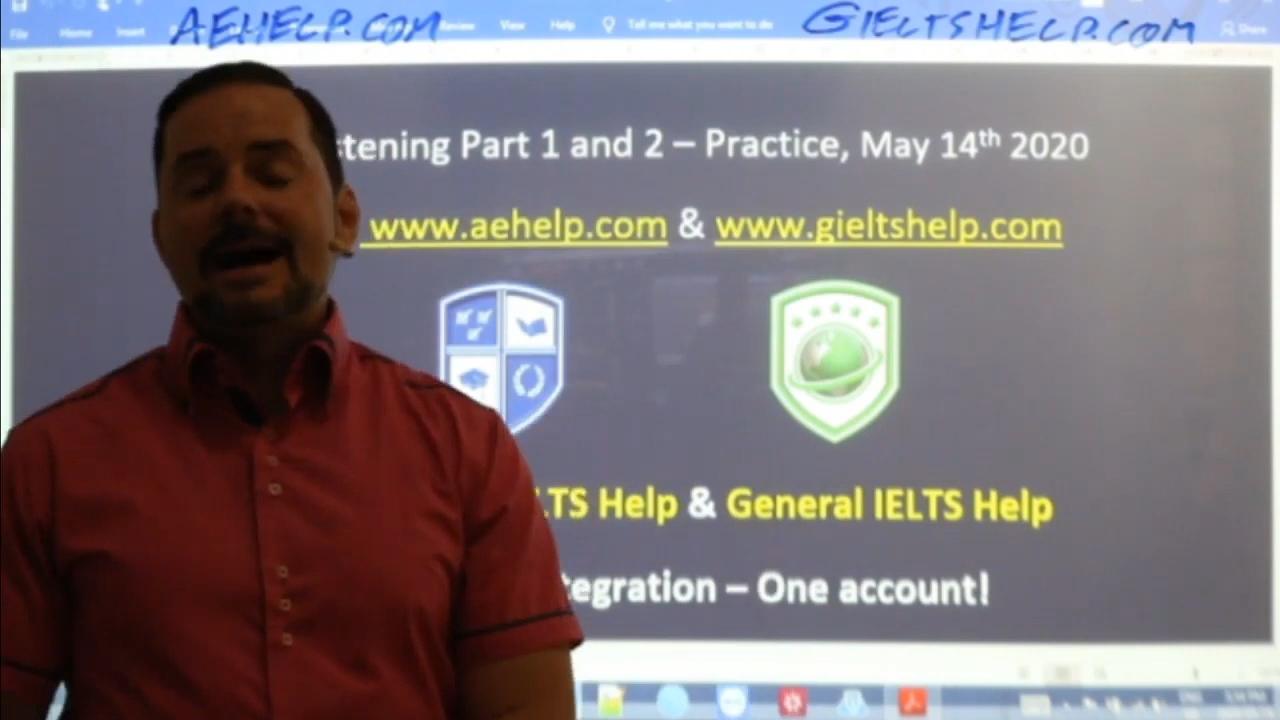 AEHELP.COM GIELTSHELP.COM
File Home Insert Review View Help Tell me what you want to do Share
stening Part 1 and 2 – Practice, May 14th 2020
www.aehelp.com & www.gieltshelp.com
LTS Help & General IELTS Help
tegration – One account!